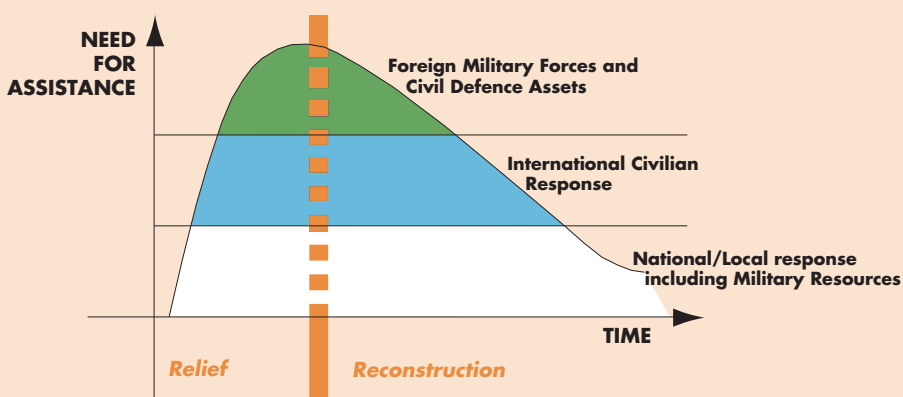 NEED
FOR
ASSISTANCE
Foreign Military Forces and
Civil Defence Assets
International Civilian
Response
National/Local response
including Military Resources
TIME
Relief
Reconstruction